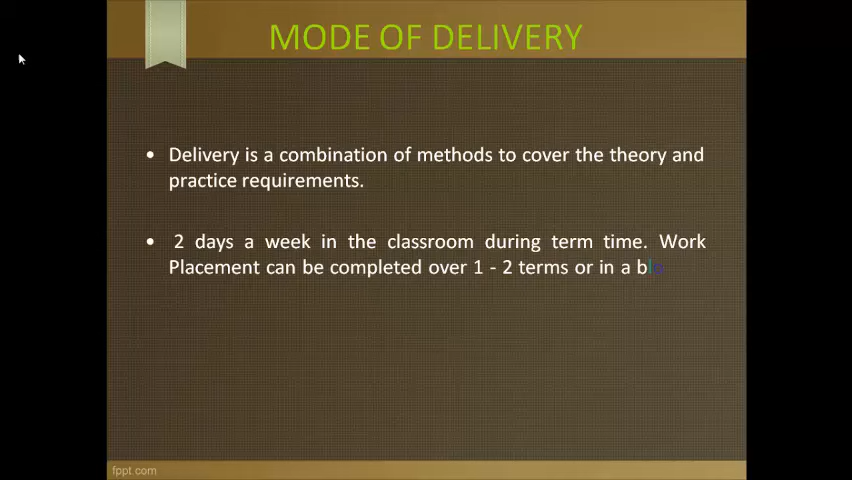 MODE OF DELIVERY
• Delivery is a combination of methods to cover the theory and
practice requirements.
• 2 days a week in the classroom during term time. Work
Placement can be completed over 1 - 2 terms or in a blo
fppt.com